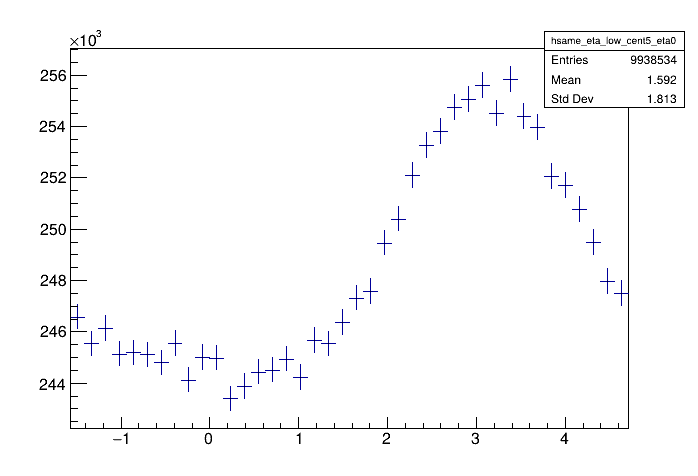 ×10³
hsame_eta_low_cent5_eta0
Entries 9938534
Mean 1.592
Std Dev 1.813
256
254
252
250
248
246
244
−1 0 1 2 3 4